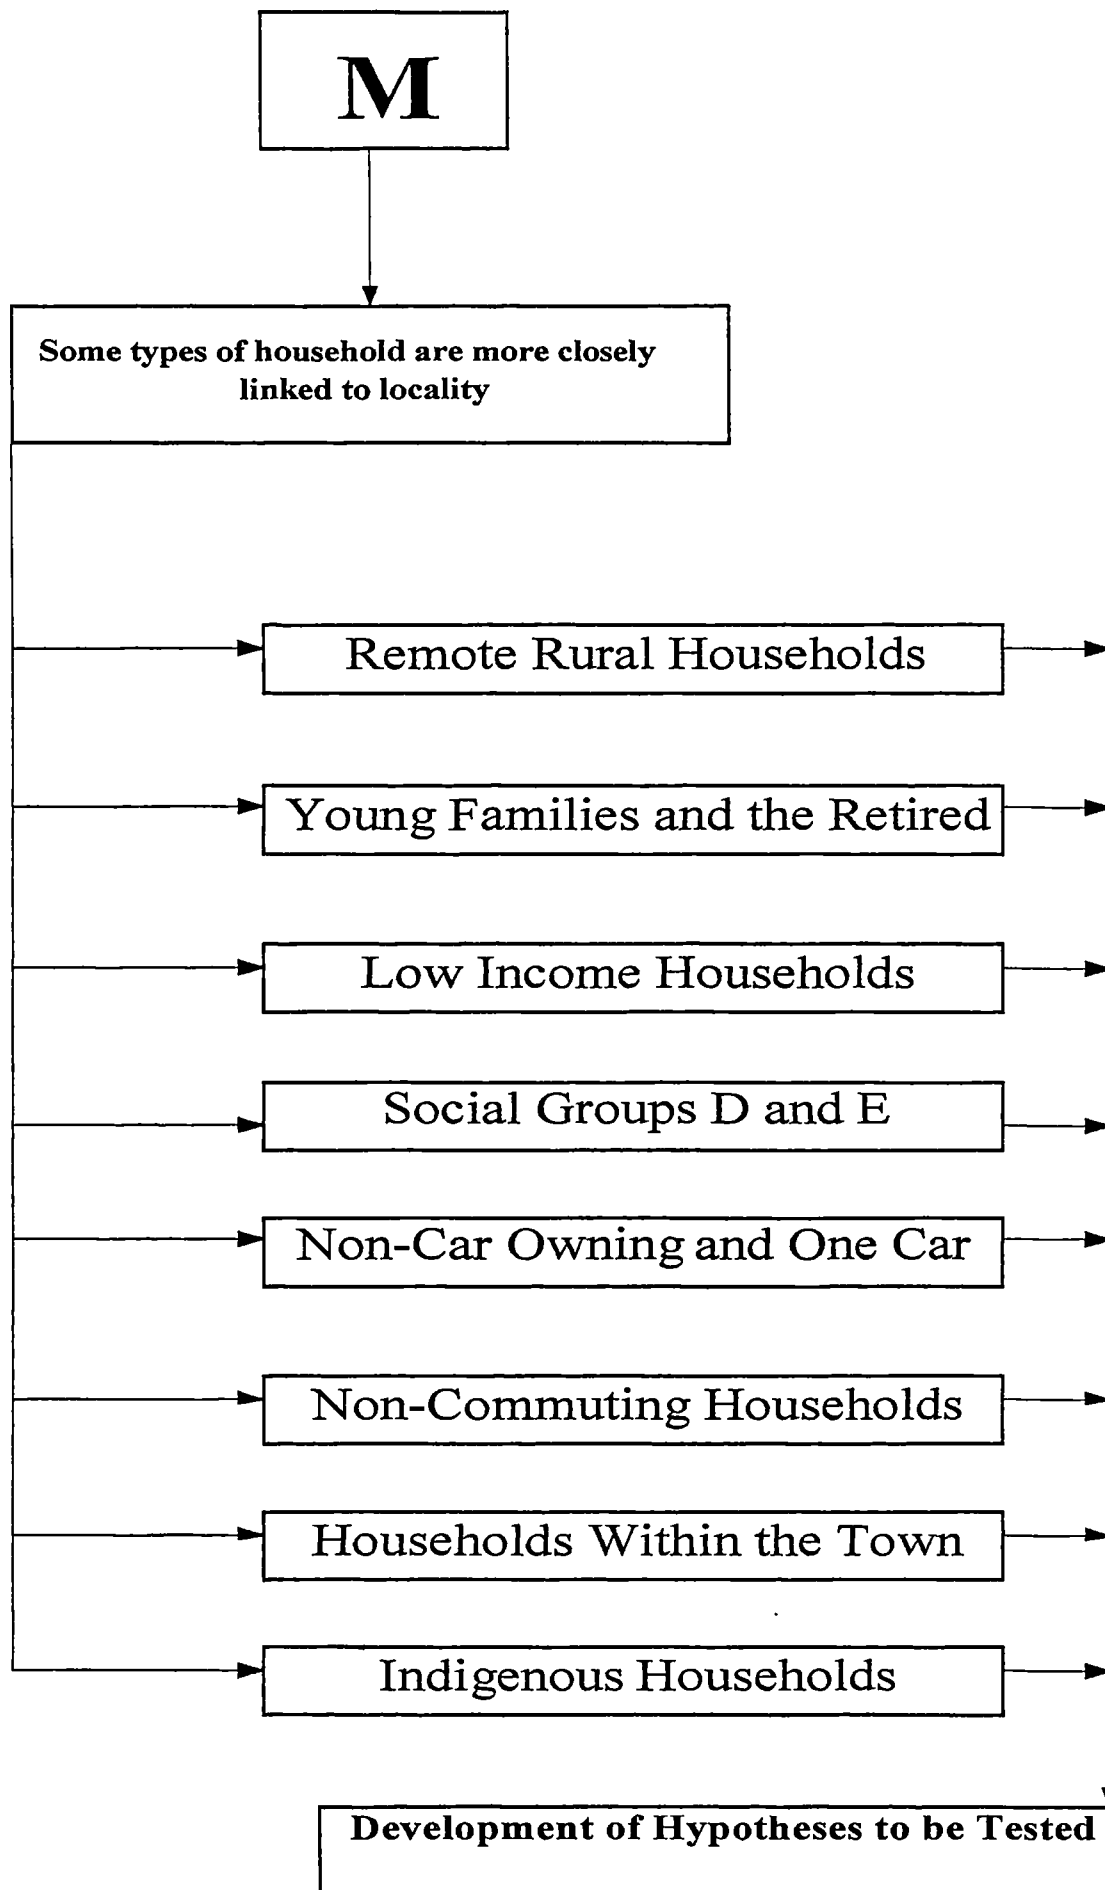 M
Some types of household are more closely
linked to locality
Remote Rural Households
Young Families and the Retired
Low Income Households
Social Groups D and E
Non-Car Owning and One Car
Non-Commuting Households
Households Within the Town
Indigenous Households
Development of Hypotheses to be Tested